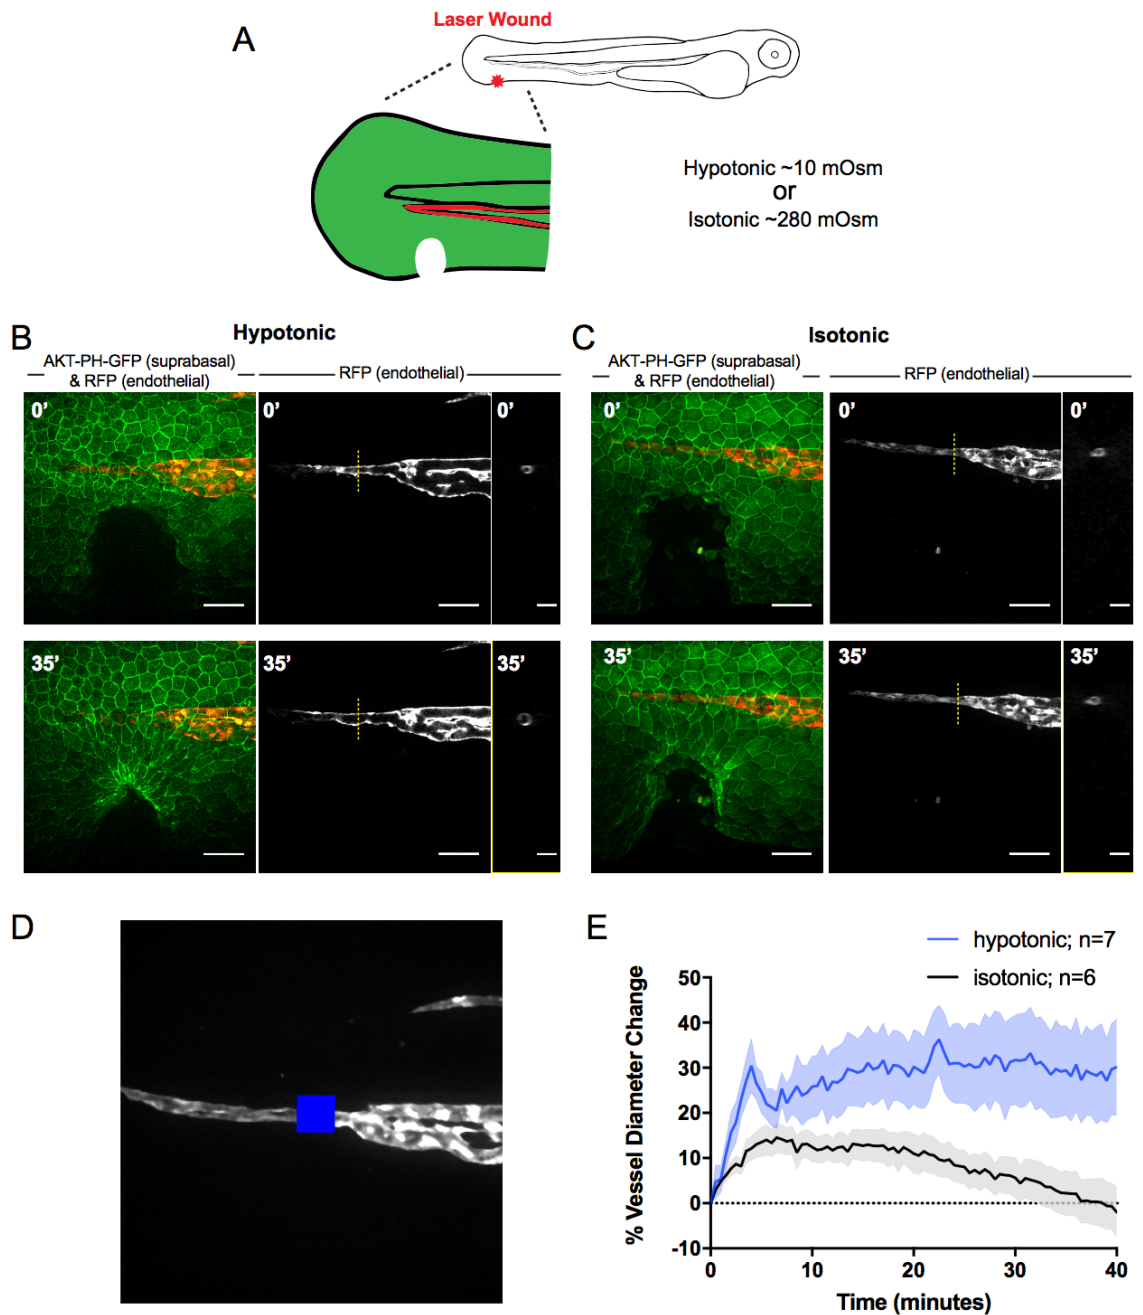 A
Laser Wound
Hypotonic ~10 mOsm
or
Isotonic ~280 mOsm
B
Hypotonic
AKT-PH-GFP (suprabasal)
& RFP (endothelial)
RFP (endothelial)
0’
0’
0’
35’
35’
35’
C
Isotonic
AKT-PH-GFP (suprabasal)
& RFP (endothelial)
RFP (endothelial)
0’
0’
0’
35’
35’
35’
D
E
hypotonic; n=7
isotonic; n=6
% Vessel Diameter Change
50
40
30
20
10
0
-10
0
10
20
30
40
Time (minutes)